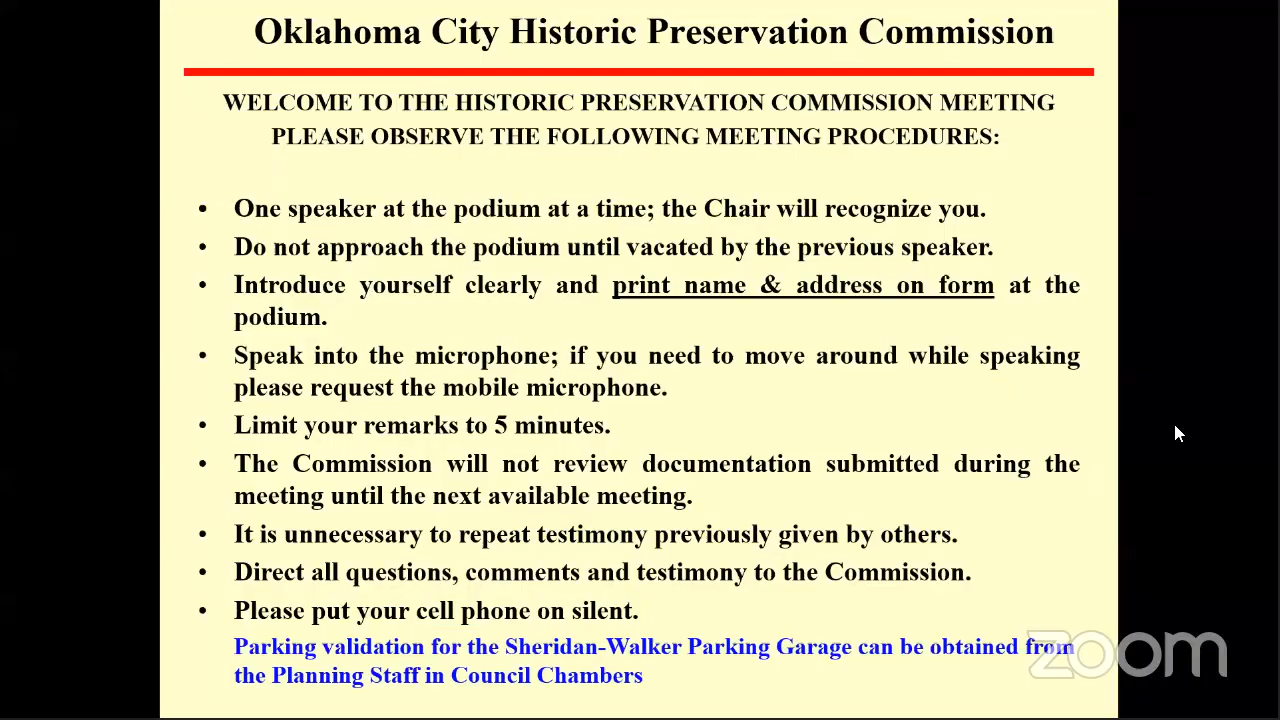 Oklahoma City Historic Preservation Commission
WELCOME TO THE HISTORIC PRESERVATION COMMISSION MEETING
PLEASE OBSERVE THE FOLLOWING MEETING PROCEDURES:
• One speaker at the podium at a time; the Chair will recognize you.
• Do not approach the podium until vacated by the previous speaker.
• Introduce yourself clearly and print name & address on form at the
podium.
• Speak into the microphone; if you need to move around while speaking
please request the mobile microphone.
• Limit your remarks to 5 minutes.
• The Commission will not review documentation submitted during the
meeting until the next available meeting.
• It is unnecessary to repeat testimony previously given by others.
• Direct all questions, comments and testimony to the Commission.
• Please put your cell phone on silent.
Parking validation for the Sheridan-Walker Parking Garage can be obtained from
the Planning Staff in Council Chambers
zoom